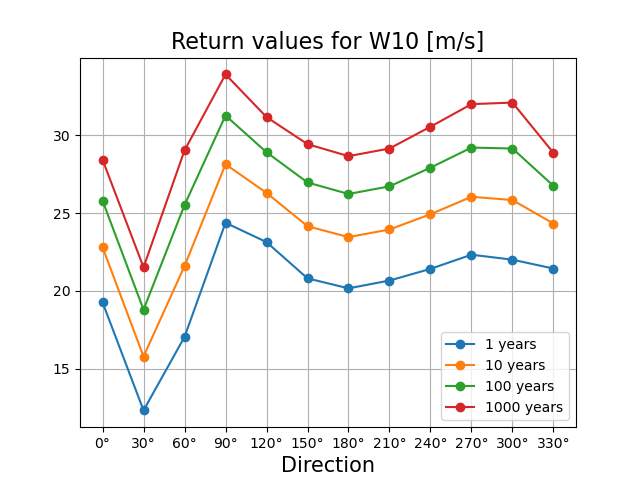 Return values for W10 [m/s]
30
25
20
15
1 years
10 years
100 years
1000 years
0° 30° 60° 90° 120° 150° 180° 210° 240° 270° 300° 330°
Direction